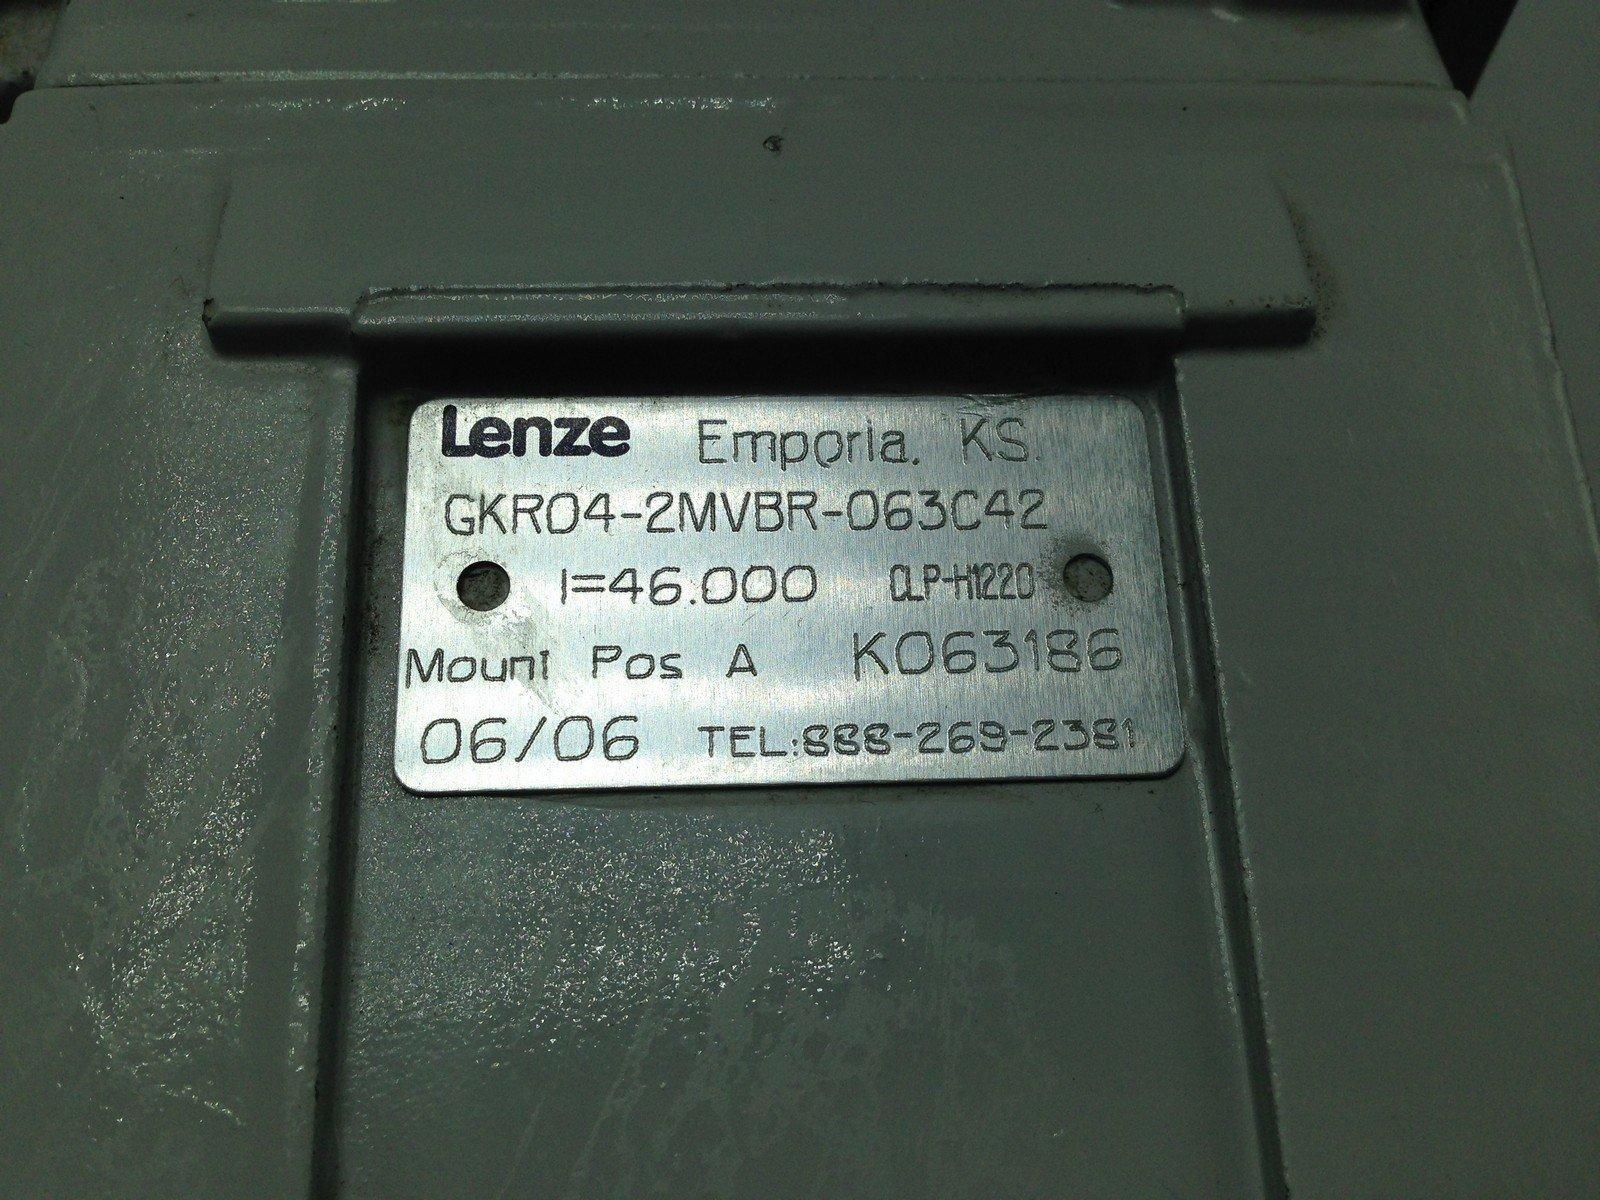 Lenze Emporia, KS.
GKR04-2MVBR-063C42
I=46.000 CLP-H1220
Mount Pos A K063186
06/06 TEL:888-269-2381